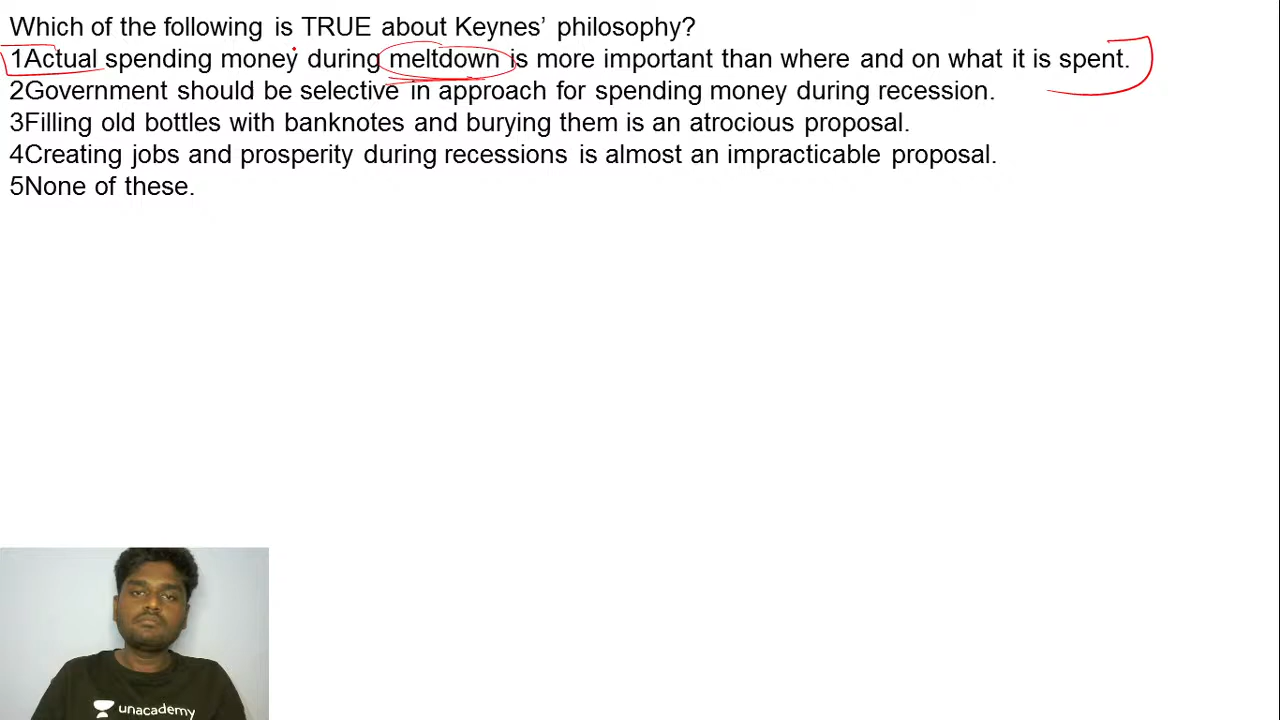 Which of the following is TRUE about Keynes’ philosophy?
1Actual spending money during meltdown is more important than where and on what it is spent.
2Government should be selective in approach for spending money during recession.
3Filling old bottles with banknotes and burying them is an atrocious proposal.
4Creating jobs and prosperity during recessions is almost an impracticable proposal.
5None of these.
unacademy